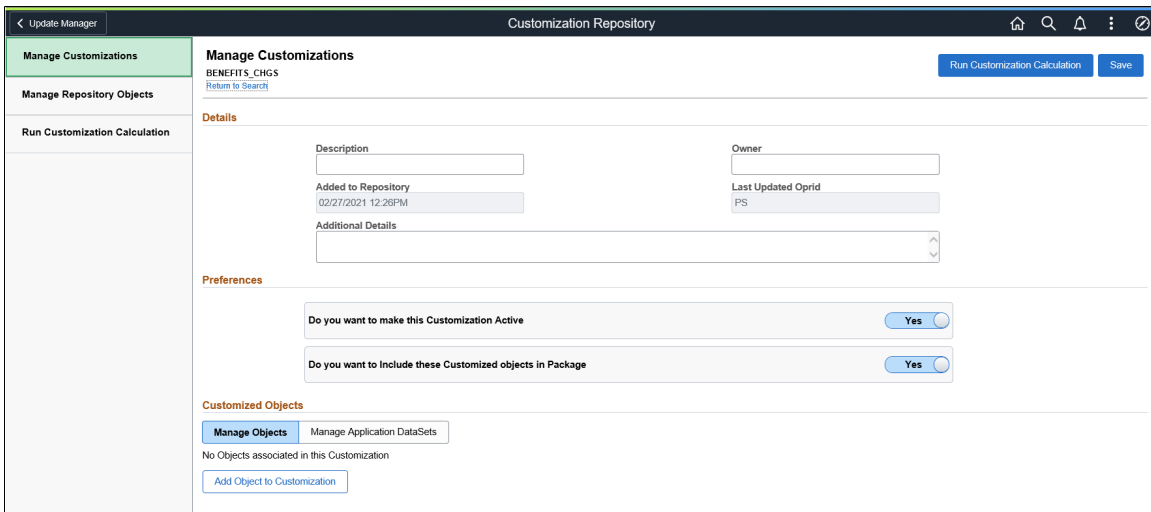 Update Manager
Customization Repository
Manage Customizations
Manage Repository Objects
Run Customization Calculation
Manage Customizations
BENEFITS_CHGS
Return to Search
Run Customization Calculation
Save
Details
Description
Owner
Added to Repository
Last Updated Oprid
02/27/2021 12:26PM
PS
Additional Details
Preferences
Do you want to make this Customization Active
Yes
Do you want to Include these Customized objects in Package
Yes
Customized Objects
Manage Objects
Manage Application DataSets
No Objects associated in this Customization
Add Object to Customization